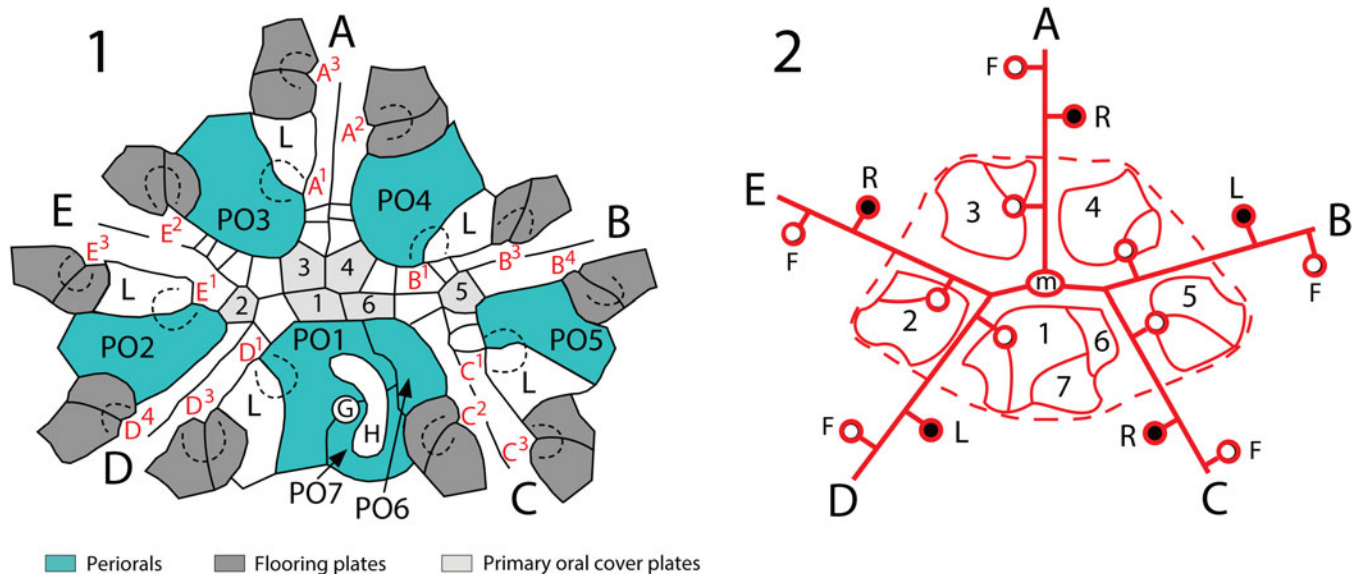 1
A
A³
A²
L
A¹
PO3
PO4
E
E²
L
B
E³
B³
B⁴
3
4
B¹
L
E¹
2
5
1
6
PO2
PO1
PO5
D¹
C¹
L
G
H
L
D³
C²
D⁴
C³
D
PO7
PO6
C
Periorals
Flooring plates
Primary oral cover plates
2
A
F
R
E
R
L
B
3
4
F
F
m
2
1
5
6
7
F
L
R
F
D
C